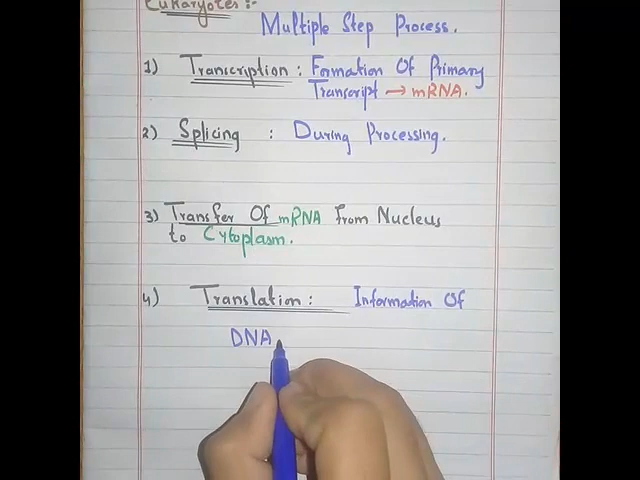 Eukaryotes :-
Multiple Step Process.
1) Transcription : Formation Of Primary
Transcript → mRNA.
2) Splicing : During Processing.
3) Transfer Of mRNA From Nucleus
to Cytoplasm.
4) Translation : Information Of
DNA